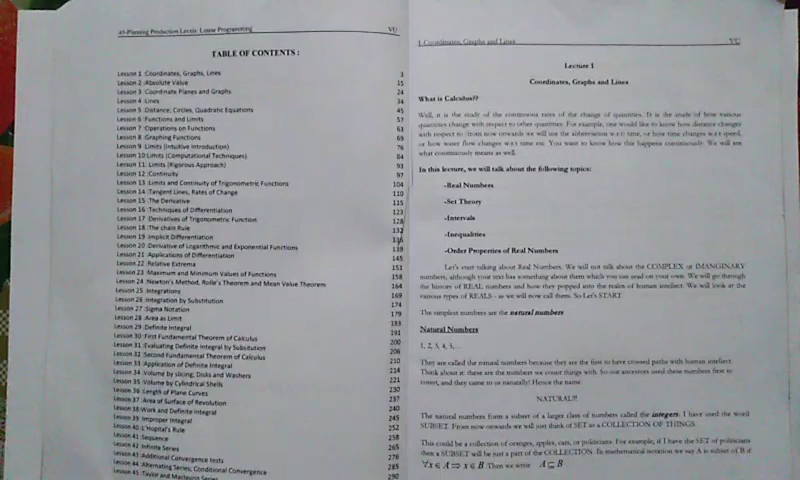 45-Planning Production Levels: Linear Programming VU
TABLE OF CONTENTS :
Lesson 1 :Coordinates, Graphs, Lines 3
Lesson 2 :Absolute Value 15
Lesson 3 :Coordinate Planes and Graphs 24
Lesson 4 :Lines 34
Lesson 5 :Distance; Circles, Quadratic Equations 45
Lesson 6 :Functions and Limits 57
Lesson 7 :Operations on Functions 63
Lesson 8 :Graphing Functions 69
Lesson 9 :Limits (Intuitive Introduction) 76
Lesson 10:Limits (Computational Techniques) 84
Lesson 11: Limits (Rigorous Approach) 93
Lesson 12 :Continuity 97
Lesson 13 :Limits and Continuity of Trigonometric Functions 104
Lesson 14 :Tangent Lines, Rates of Change 110
Lesson 15 :The Derivative 115
Lesson 16 :Techniques of Differentiation 123
Lesson 17 :Derivatives of Trigonometric Function 128
Lesson 18 :The chain Rule 132
Lesson 19 :Implicit Differentiation 136
Lesson 20 :Derivative of Logarithmic and Exponential Functions 139
Lesson 21 :Applications of Differentiation 145
Lesson 22 :Relative Extrema 151
Lesson 23 :Maximum and Minimum Values of Functions 158
Lesson 24 :Newton's Method, Rolle's Theorem and Mean Value Theorem 164
Lesson 25 :Integrations 169
Lesson 26 :Integration by Substitution 174
Lesson 27 :Sigma Notation 179
Lesson 28 :Area as Limit 183
Lesson 29 :Definite Integral 191
Lesson 30 :First Fundamental Theorem of Calculus 200
Lesson 31 :Evaluating Definite Integral by Subsitution 206
Lesson 32 :Second Fundamental Theorem of Calculus 210
Lesson 33 :Application of Definite Integral 214
Lesson 34 :Volume by slicing; Disks and Washers 221
Lesson 35 :Volume by Cylindrical Shells 230
Lesson 36 :Length of Plane Curves 237
Lesson 37 :Area of Surface of Revolution 240
Lesson 38:Work and Definite Integral 245
Lesson 39 :Improper Integral 252
Lesson 40 :L'Hopital's Rule 258
Lesson 41 :Sequence 265
Lesson 42 :Infinite Series 276
Lesson 43 :Additional Convergence tests 285
Lesson 44 :Alternating Series; Conditional Convergence 290
Lesson 45 :Taylor and Maclaurin Series
1. Coordinates, Graphs and Lines VU
Lecture 1
Coordinates, Graphs and Lines
What is Calculus??
Well, it is the study of the continuous rates of the change of quantities. It is the study of how various
quantities change with respect to other quantities. For example, one would like to know how distance changes
with respect to (from now onwards we will use the abbreviation w.r.t) time, or how time changes w.r.t speed,
or how water flow changes w.r.t time etc. You want to know how this happens continuously. We will see
what continuously means as well.
In this lecture, we will talk about the following topics:
-Real Numbers
-Set Theory
-Intervals
-Inequalities
-Order Properties of Real Numbers
Let's start talking about Real Numbers. We will not talk about the COMPLEX or IMANGINARY
numbers, although your text has something about them which you can read on your own. We will go through
the history of REAL numbers and how they popped into the realm of human intellect. We will look at the
various types of REALS - as we will now call them. So Let's START.
The simplest numbers are the natural numbers
Natural Numbers
1, 2, 3, 4, 5,...
They are called the natural numbers because they are the first to have crossed paths with human intellect.
Think about it: these are the numbers we count things with. So our ancestors used these numbers first to
count, and they came to us naturally! Hence the name
NATURAL!!!
The natural numbers form a subset of a larger class of numbers called the integers. I have used the word
SUBSET. From now onwards we will just think of SET as a COLLECTION OF THINGS.
This could be a collection of oranges, apples, cars, or politicians. For example, if I have the SET of politicians
then a SUBSET will be just a part of the COLLECTION. In mathematical notation we say A is subset of B if
∀x ∈ A ⇒ x ∈ B .Then we write A ⊆ B